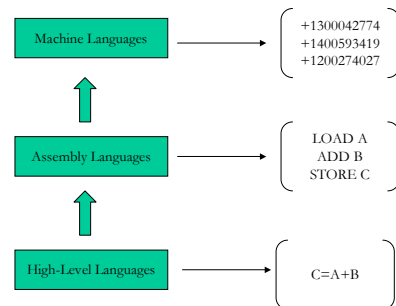 Machine Languages
+1300042774
+1400593419
+1200274027
Assembly Languages
LOAD A
ADD B
STORE C
High-Level Languages
C=A+B